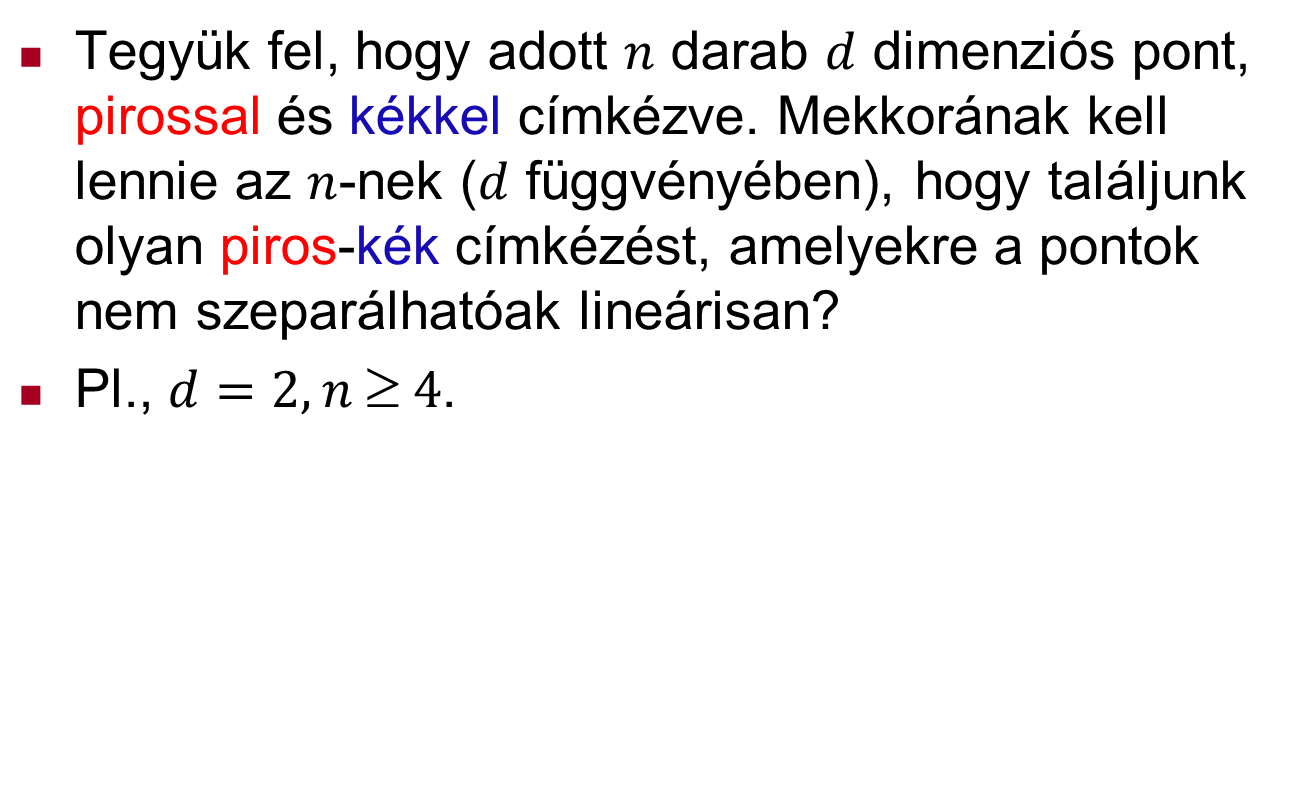 Tegyük fel, hogy adott n darab d dimenziós pont,
pirossal és kékkel címkézve. Mekkorának kell
lennie az n-nek (d függvényében), hogy találjunk
olyan piros-kék címkézést, amelyekre a pontok
nem szeparálhatóak lineárisan?
Pl., d = 2, n ≥ 4.